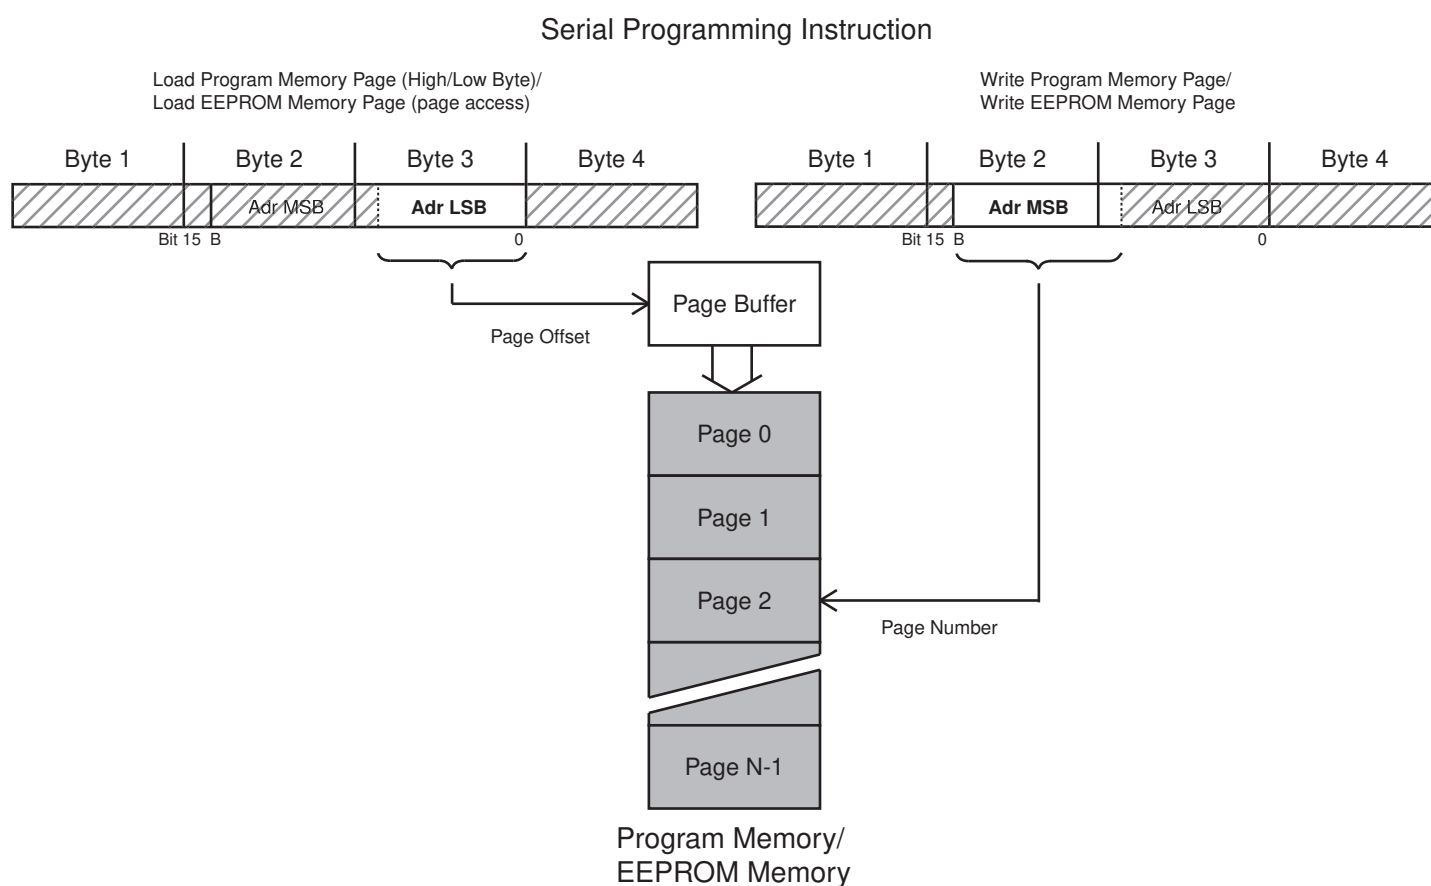 Serial Programming Instruction
Load Program Memory Page (High/Low Byte)/
Load EEPROM Memory Page (page access)
Write Program Memory Page/
Write EEPROM Memory Page
Byte 1 Byte 2 Byte 3 Byte 4
Byte 1 Byte 2 Byte 3 Byte 4
Adr MSB Adr LSB
Adr MSB Adr LSB
Bit 15 B 0
Bit 15 B 0
Page Buffer
Page Offset
Page 0
Page 1
Page 2
Page Number
Page N-1
Program Memory/
EEPROM Memory